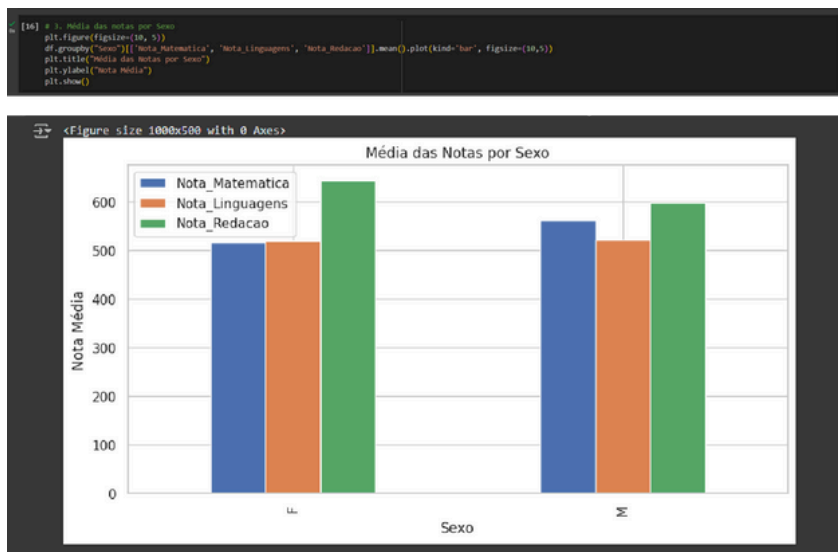 [16] # 3. Média das notas por Sexo
plt.figure(figsize=(10, 5))
df.groupby("Sexo")[['Nota_Matematica', 'Nota_Linguagens', 'Nota_Redacao']].mean().plot(kind='bar', figsize=(10,5))
plt.title("Média das Notas por Sexo")
plt.ylabel("Nota Média")
plt.show()
<Figure size 1000x500 with 0 Axes>
Média das Notas por Sexo
Nota_Matematica
Nota_Linguagens
Nota_Redacao
600
500
400
300
200
100
0
Nota Média
F
M
Sexo